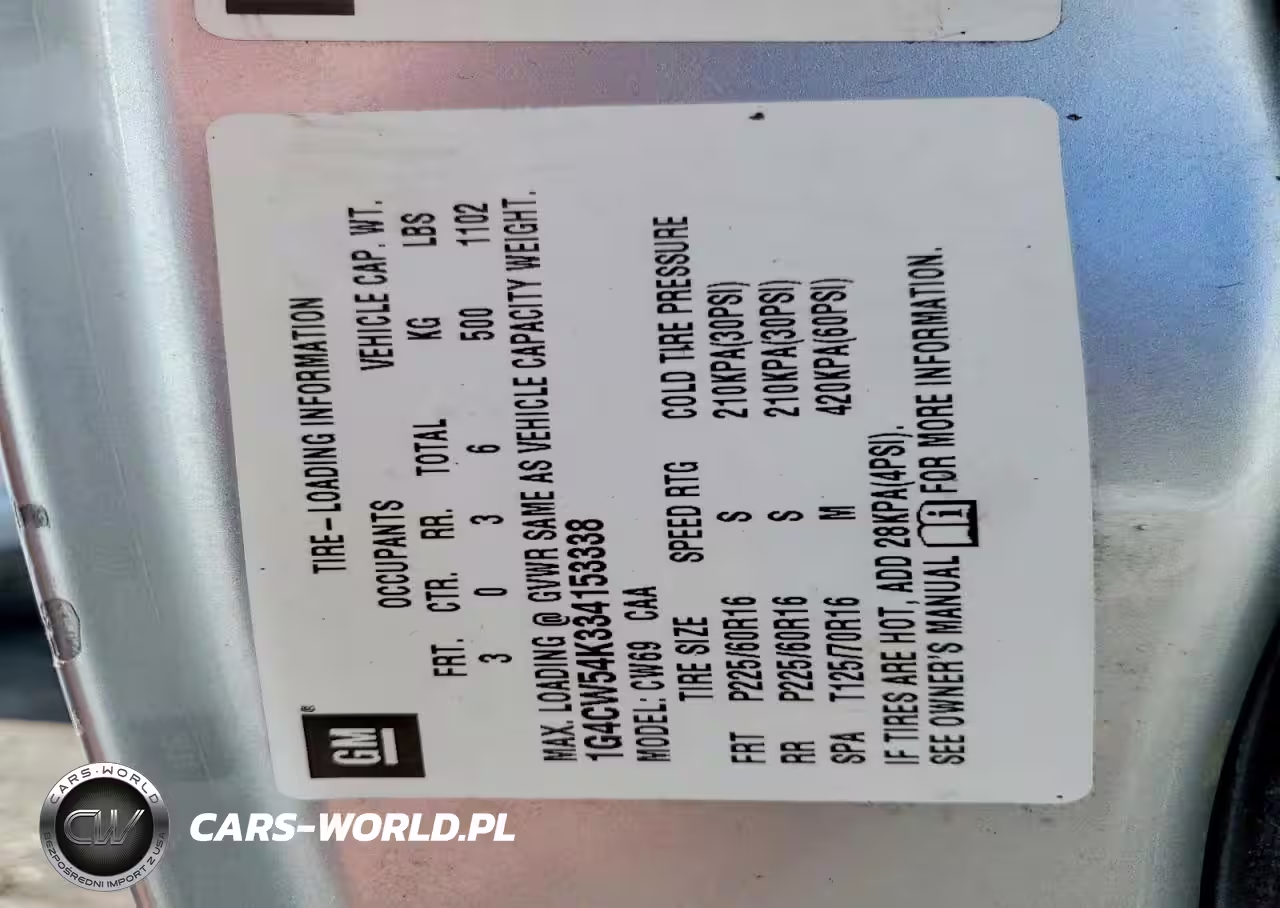 GM®
TIRE-LOADING INFORMATION
OCCUPANTS VEHICLE CAP. WT.
FRT. CTR. RR. TOTAL KG LBS
3 0 3 6 500 1102
MAX. LOADING @ GVWR SAME AS VEHICLE CAPACITY WEIGHT.
1G4CW54K334153338
MODEL: CW69 CAA
TIRE SIZE SPEED RTG COLD TIRE PRESSURE
FRT P225/60R16 S 210KPA(30PSI)
RR P225/60R16 S 210KPA(30PSI)
SPA T125/70R16 M 420KPA(60PSI)
IF TIRES ARE HOT, ADD 28KPA(4PSI).
SEE OWNER'S MANUAL i FOR MORE INFORMATION.
CARS-WORLD
CW
BEZPOŚREDNI IMPORT Z USA
CARS-WORLD.PL